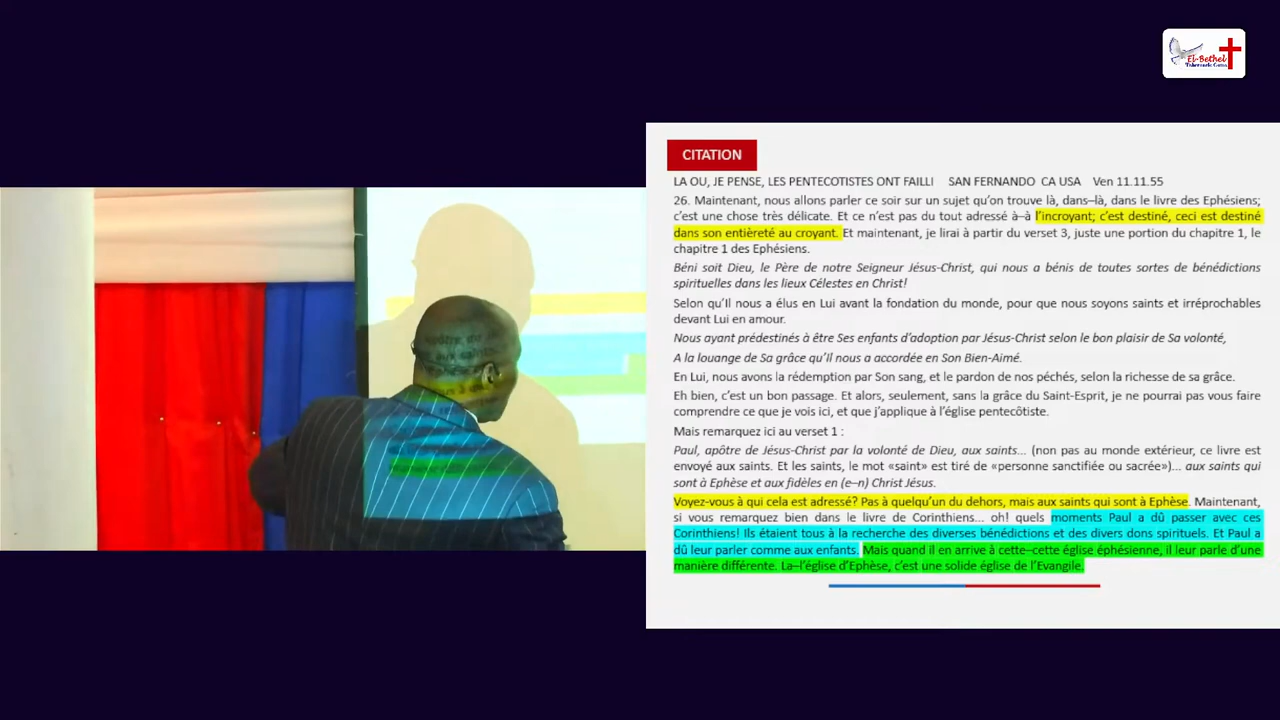 El-Bethel
CITATION
LA OU, JE PENSE, LES PENTECOTISTES ONT FAILLI SAN FERNANDO CA USA Ven 11.11.55
26. Maintenant, nous allons parler ce soir sur un sujet qu’on trouve là, dans–là, dans le livre des Ephésiens;
c’est une chose très délicate. Et ce n’est pas du tout adressé à–à l’incroyant; c’est destiné, ceci est destiné
dans son entièreté au croyant. Et maintenant, je lirai à partir du verset 3, juste une portion du chapitre 1, le
chapitre 1 des Ephésiens.
Béni soit Dieu, le Père de notre Seigneur Jésus-Christ, qui nous a bénis de toutes sortes de bénédictions
spirituelles dans les lieux Célestes en Christ!
Selon qu’Il nous a élus en Lui avant la fondation du monde, pour que nous soyons saints et irréprochables
devant Lui en amour.
Nous ayant prédestinés à être Ses enfants d’adoption par Jésus-Christ selon le bon plaisir de Sa volonté,
A la louange de Sa grâce qu’Il nous a accordée en Son Bien-Aimé.
En Lui, nous avons la rédemption par Son sang, et le pardon de nos péchés, selon la richesse de sa grâce.
Eh bien, c’est un bon passage. Et alors, seulement, sans la grâce du Saint-Esprit, je ne pourrai pas vous faire
comprendre ce que je vois ici, et que j’applique à l’église pentecôtiste.
Mais remarquez ici au verset 1 :
Paul, apôtre de Jésus-Christ par la volonté de Dieu, aux saints... (non pas au monde extérieur, ce livre est
envoyé aux saints. Et les saints, le mot «saint» est tiré de «personne sanctifiée ou sacrée»)... aux saints qui
sont à Ephèse et aux fidèles en (e–n) Christ Jésus.
Voyez-vous à qui cela est adressé? Pas à quelqu’un du dehors, mais aux saints qui sont à Ephèse. Maintenant,
si vous remarquez bien dans le livre de Corinthiens... oh! quels moments Paul a dû passer avec ces
Corinthiens! Ils étaient tous à la recherche des diverses bénédictions et des divers dons spirituels. Et Paul a
dû leur parler comme aux enfants. Mais quand il en arrive à cette–cette église éphésienne, il leur parle d’une
manière différente. La–l’église d’Ephèse, c’est une solide église de l’Evangile.